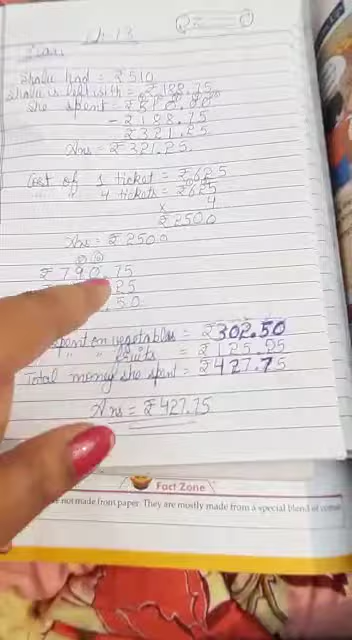 Shalu had = ₹510
Shalu is left with = ₹188.75
She spent = ₹510.00
- ₹188.75
₹321.25
Ans = ₹321.25
Cost of 1 ticket = ₹625
" " 4 tickets = ₹625
× 4
₹2500
Ans = ₹2500
₹790.75
25
.50
spent on vegetables = ₹302.50
" " fruits = ₹125.25
Total money she spent = ₹427.75
Ans = ₹427.75
Fact Zone
not made from paper. They are mostly made from a special blend of